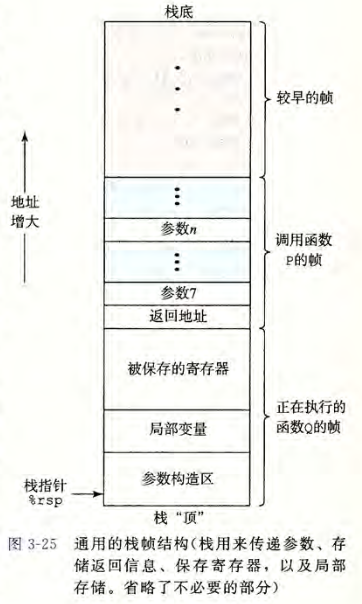 栈底
较早的帧
地址
增大
参数n
调用函数
P的帧
参数7
返回地址
被保存的寄存器
正在执行的
函数Q的帧
局部变量
参数构造区
栈指针
%rsp
栈“顶”
图 3-25 通用的栈帧结构(栈用来传递参数、存
储返回信息、保存寄存器，以及局部
存储。省略了不必要的部分)